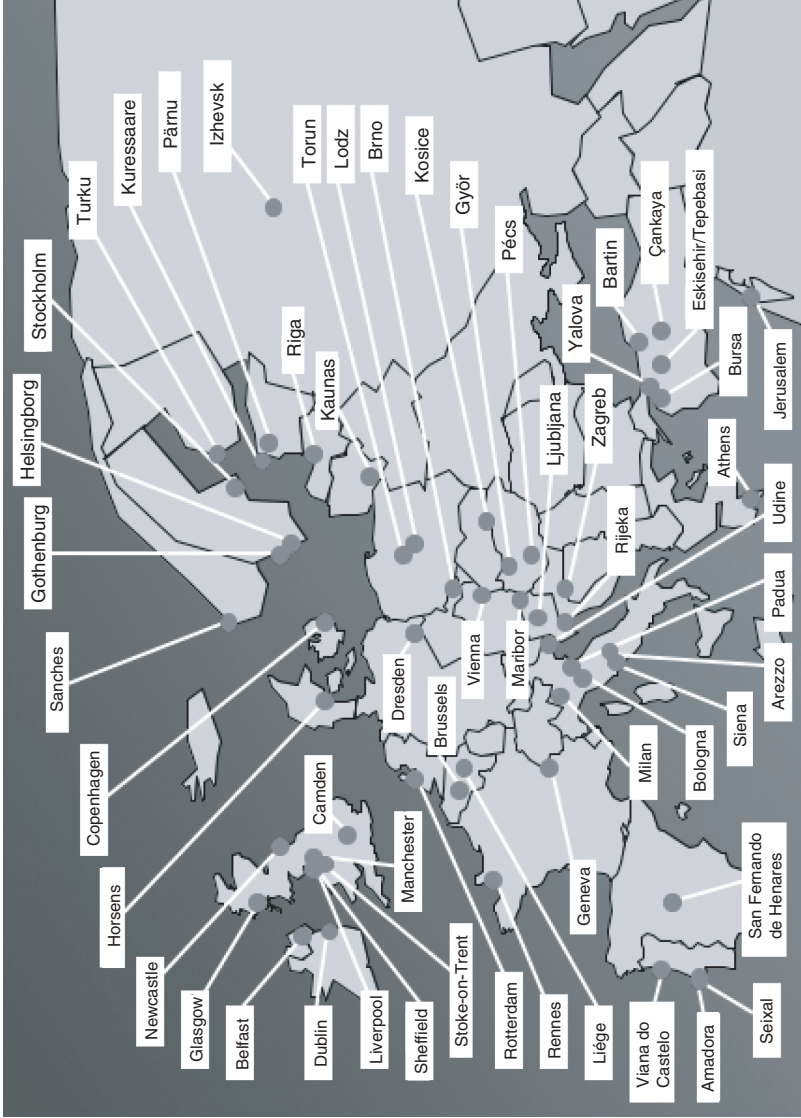 Sanches
Gothenburg
Helsingborg
Stockholm
Turku
Kuressaare
Pärnu
Izhevsk
Torun
Lodz
Brno
Kosice
Györ
Pécs
Riga
Kaunas
Copenhagen
Horsens
Newcastle
Glasgow
Belfast
Dublin
Liverpool
Sheffield
Stoke-on-Trent
Rotterdam
Rennes
Liége
Camden
Manchester
Brussels
Dresden
Vienna
Maribor
Ljubljana
Zagreb
Rijeka
Udine
Padua
Arezzo
Siena
Bologna
Milan
Geneva
San Fernando
de Henares
Viana do
Castelo
Amadora
Seixal
Athens
Yalova
Bartin
Çankaya
Eskisehir/Tepebasi
Bursa
Jerusalem